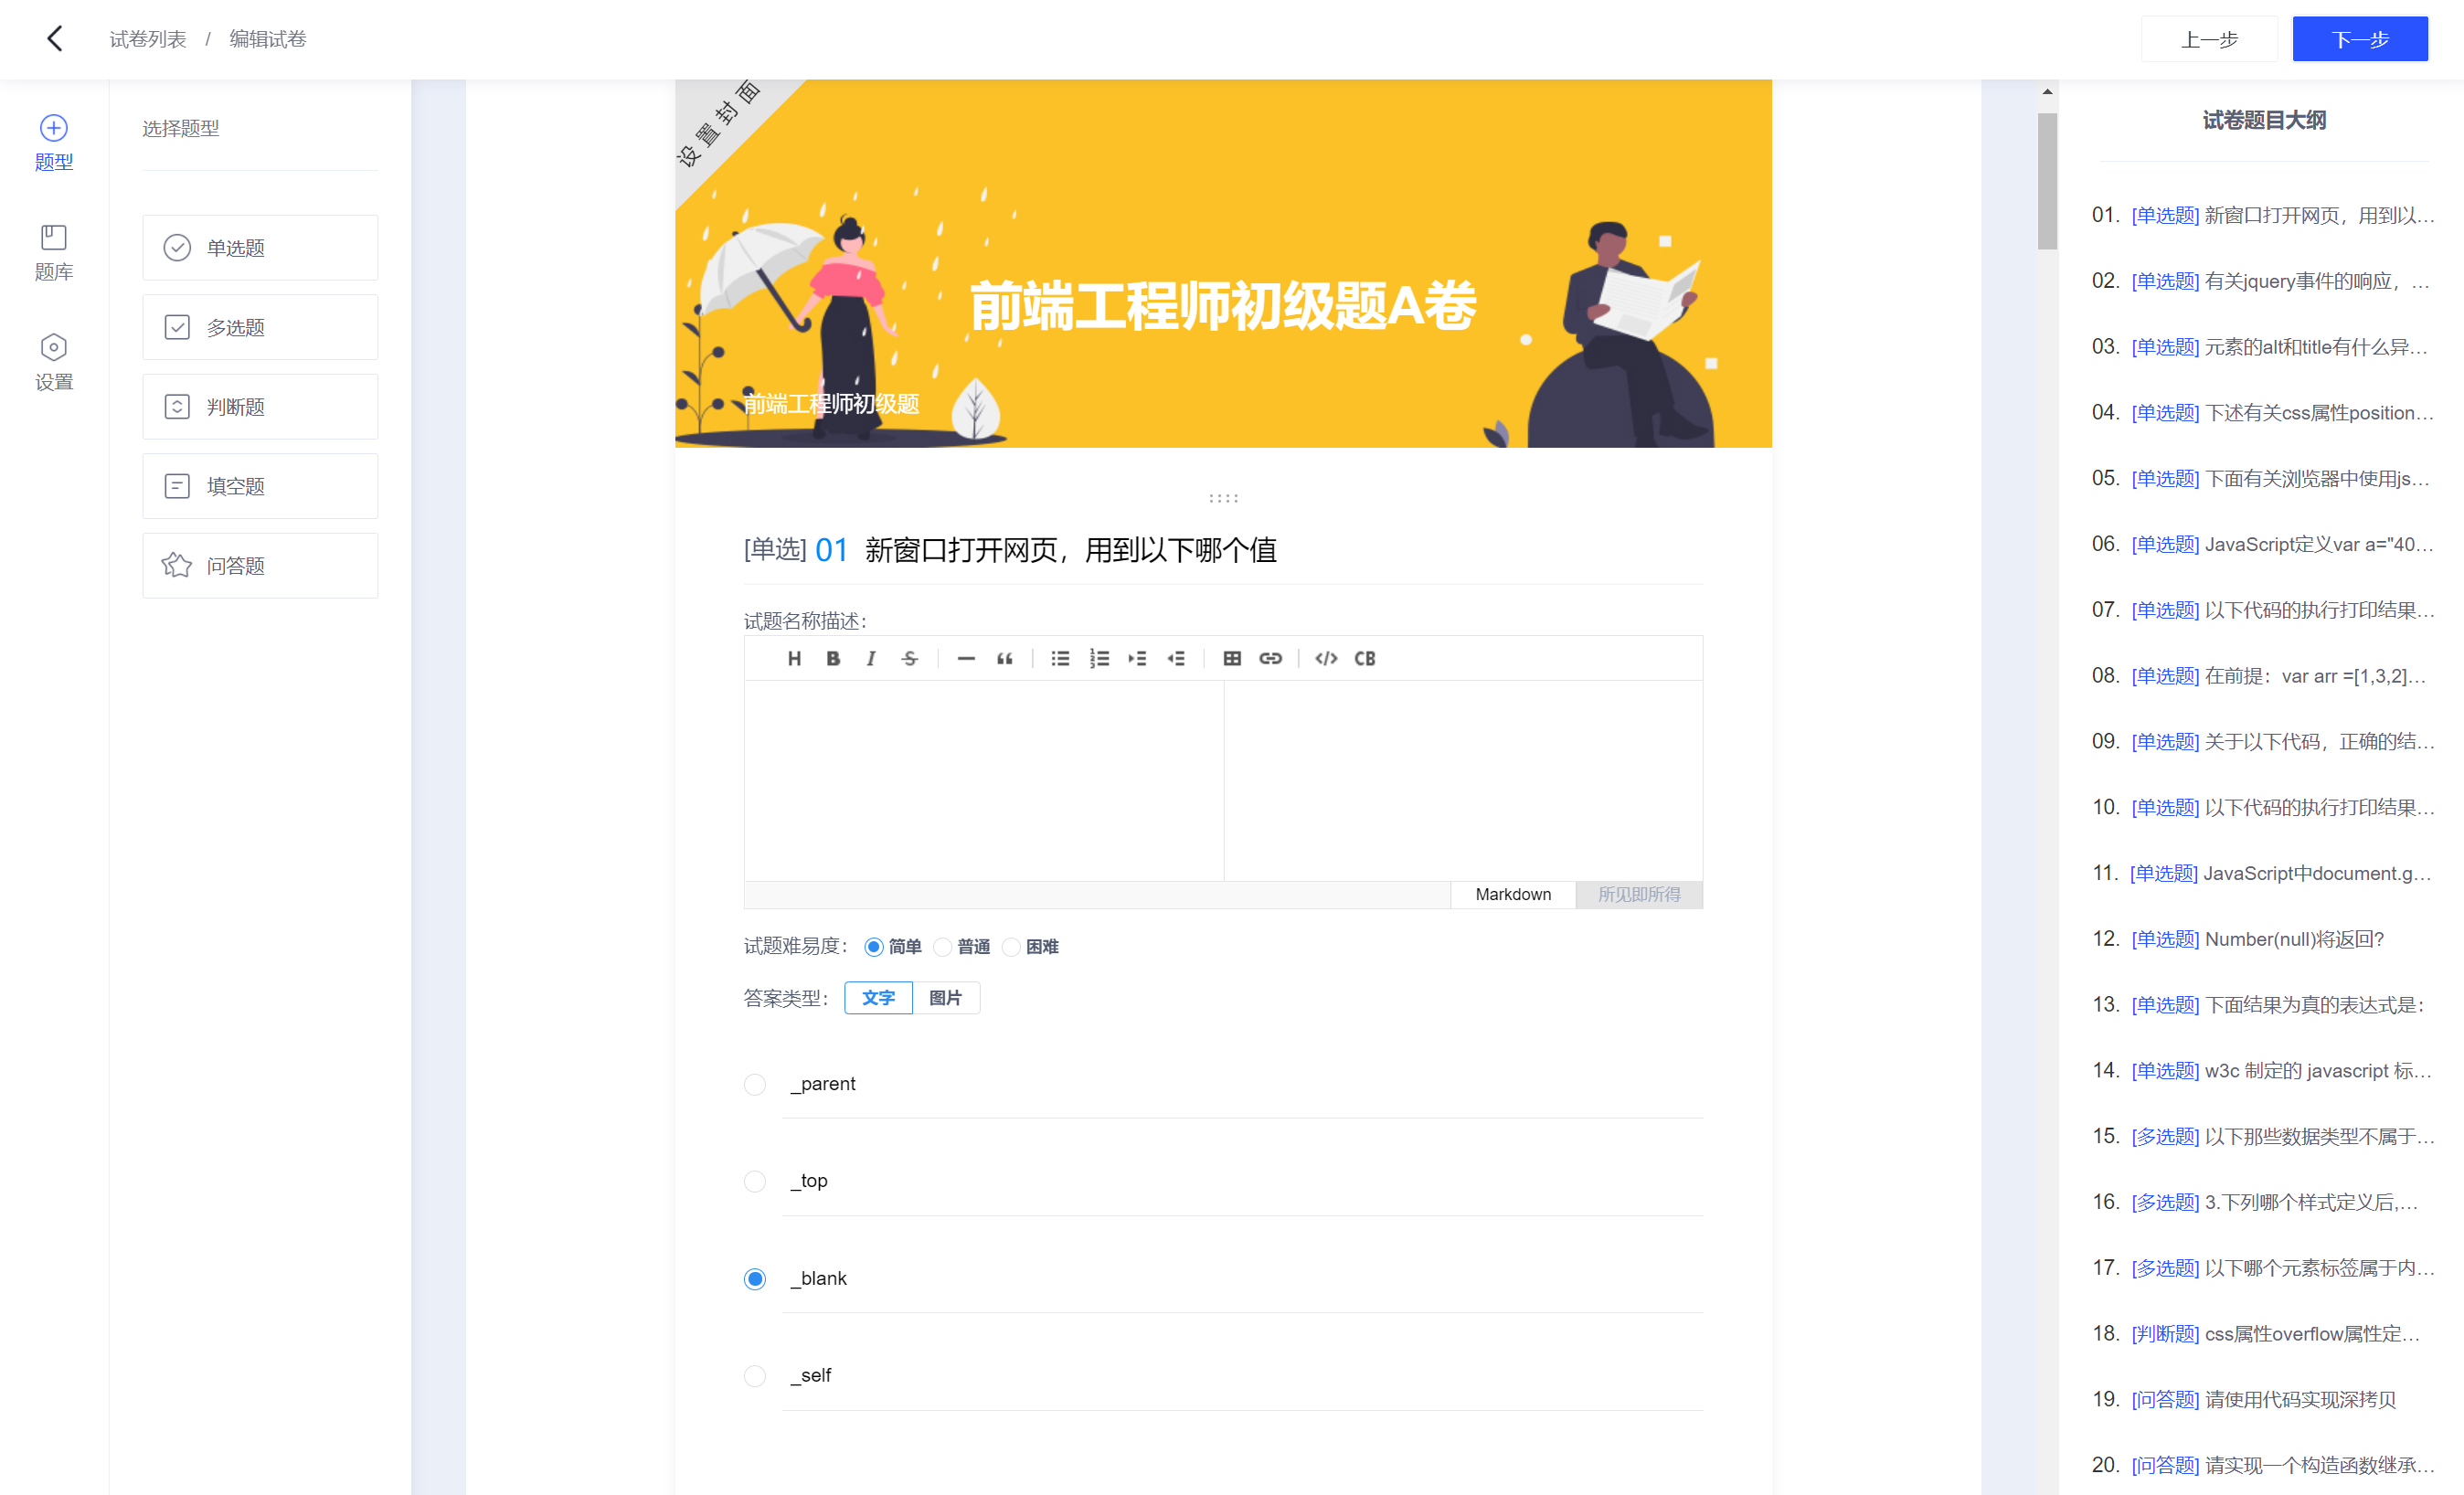 试卷列表 / 编辑试卷
上一步
下一步
题型
题库
设置
选择题型
单选题
多选题
判断题
填空题
问答题
设置封面
前端工程师初级题A卷
前端工程师初级题
[单选] 01 新窗口打开网页，用到以下哪个值
试题名称描述：
H B I S
CB
Markdown
所见即所得
试题难易度： 简单 普通 困难
答案类型： 文字 图片
_parent
_top
_blank
_self
试卷题目大纲
01. [单选题] 新窗口打开网页，用到以...
02. [单选题] 有关jquery事件的响应，...
03. [单选题] 元素的alt和title有什么异...
04. [单选题] 下述有关css属性position...
05. [单选题] 下面有关浏览器中使用js...
06. [单选题] JavaScript定义var a="40...
07. [单选题] 以下代码的执行打印结果...
08. [单选题] 在前提：var arr =[1,3,2]...
09. [单选题] 关于以下代码，正确的结...
10. [单选题] 以下代码的执行打印结果...
11. [单选题] JavaScript中document.g...
12. [单选题] Number(null)将返回?
13. [单选题] 下面结果为真的表达式是：
14. [单选题] w3c 制定的 javascript 标...
15. [多选题] 以下那些数据类型不属于...
16. [多选题] 3.下列哪个样式定义后,...
17. [多选题] 以下哪个元素标签属于内...
18. [判断题] css属性overflow属性定...
19. [问答题] 请使用代码实现深拷贝
20. [问答题] 请实现一个构造函数继承...